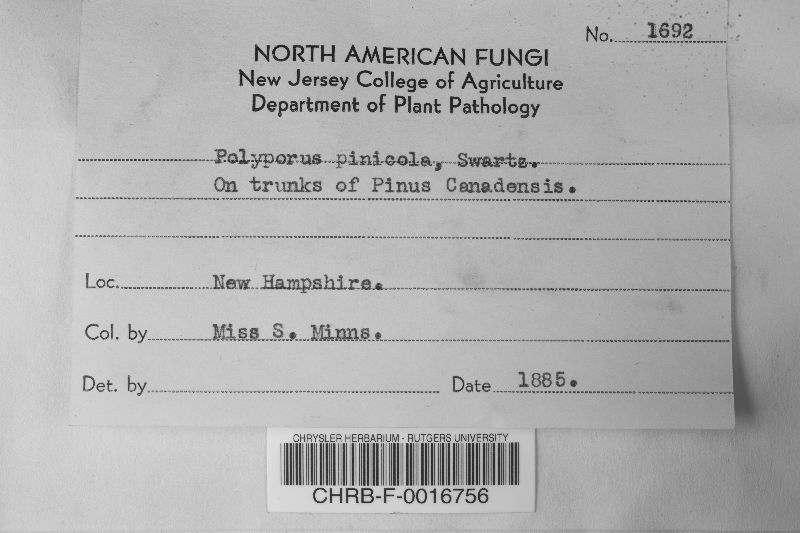 No. 1692
NORTH AMERICAN FUNGI
New Jersey College of Agriculture
Department of Plant Pathology
Polyporus pinicola, Swartz.
On trunks of Pinus Canadensis.
Loc. New Hampshire.
Col. by Miss S. Minns.
Det. by Date 1885.
CHRYSLER HERBARIUM - RUTGERS UNIVERSITY
CHRB-F-0016756